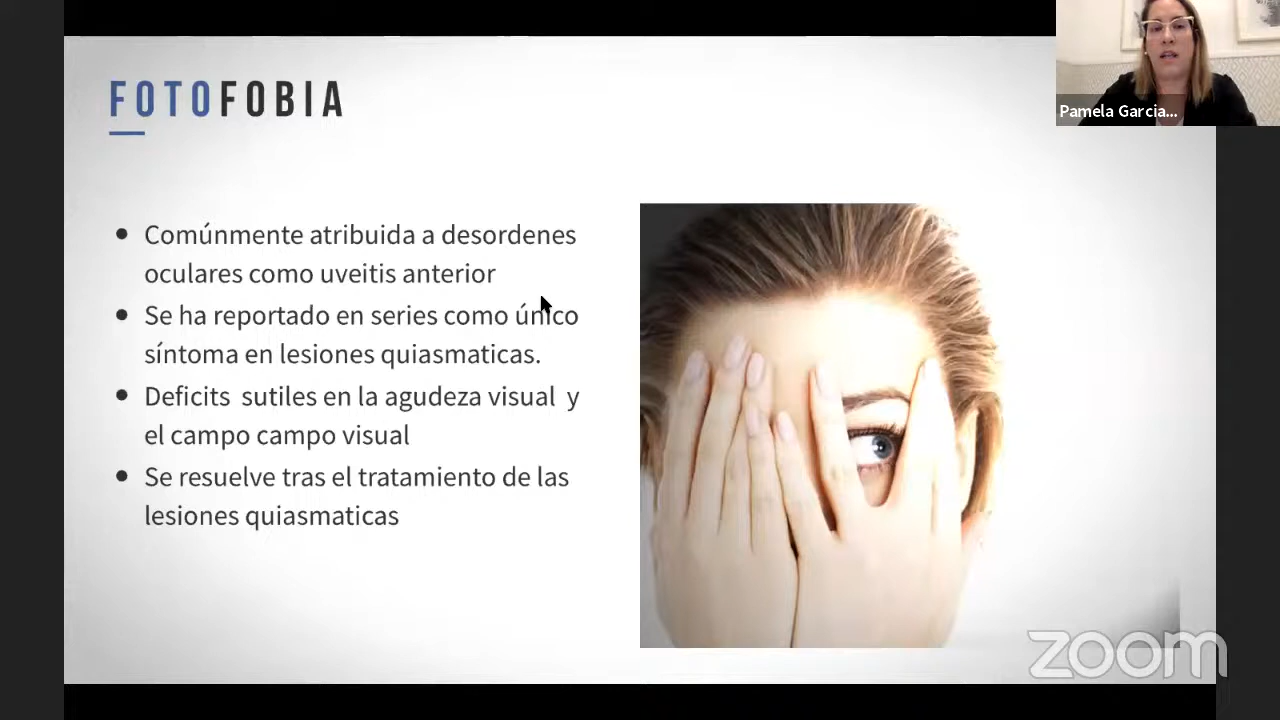 FOTOFOBIA
Pamela Garcia...
Comúnmente atribuida a desordenes
oculares como uveitis anterior
Se ha reportado en series como único
síntoma en lesiones quiasmaticas.
Deficits sutiles en la agudeza visual y
el campo campo visual
Se resuelve tras el tratamiento de las
lesiones quiasmaticas
zoom